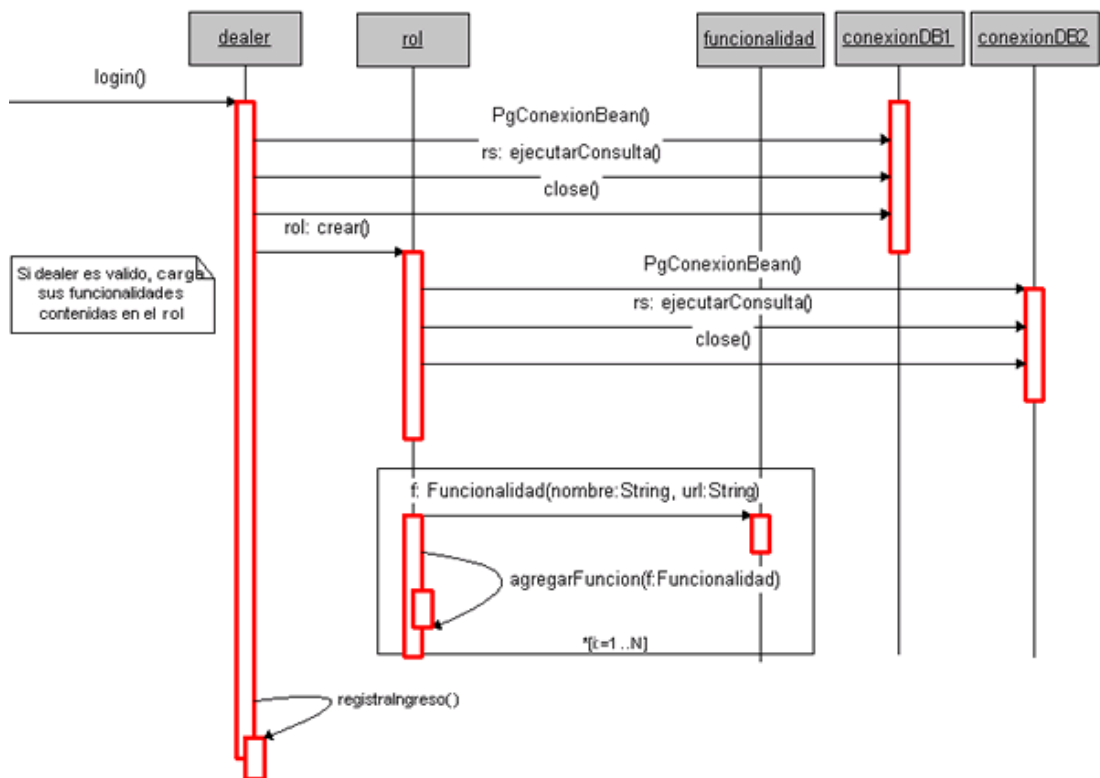 dealer
rol
funcionalidad
conexionDB1
conexionDB2
login()
PgConexionBean()
rs: ejecutarConsulta()
close()
rol: crear()
Si dealer es valido, carga
sus funcionalidades
contenidas en el rol
PgConexionBean()
rs: ejecutarConsulta()
close()
f: Funcionalidad(nombre:String, url:String)
agregarFuncion(f:Funcionalidad)
*[i:=1..N]
registraIngreso()